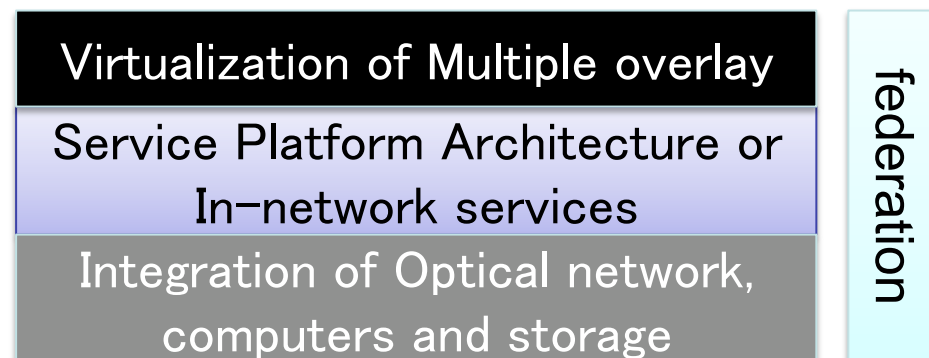 Virtualization of Multiple overlay
Service Platform Architecture or
In-network services
Integration of Optical network,
computers and storage
federation